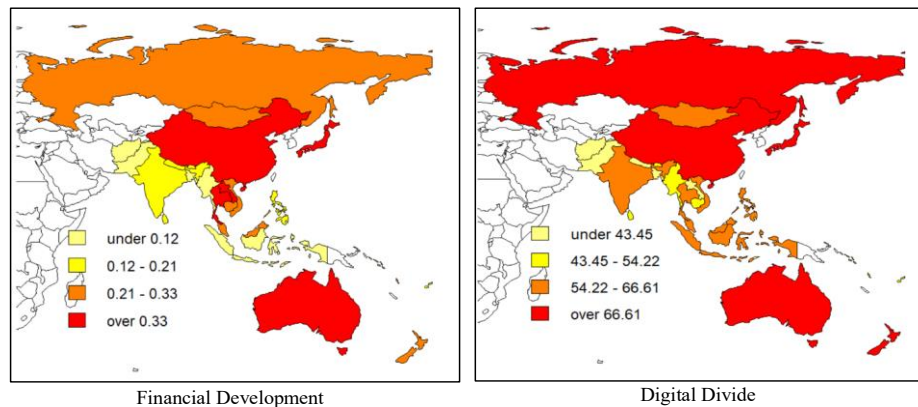 under 0.12
0.12 - 0.21
0.21 - 0.33
over 0.33
Financial Development
under 43.45
43.45 - 54.22
54.22 - 66.61
over 66.61
Digital Divide